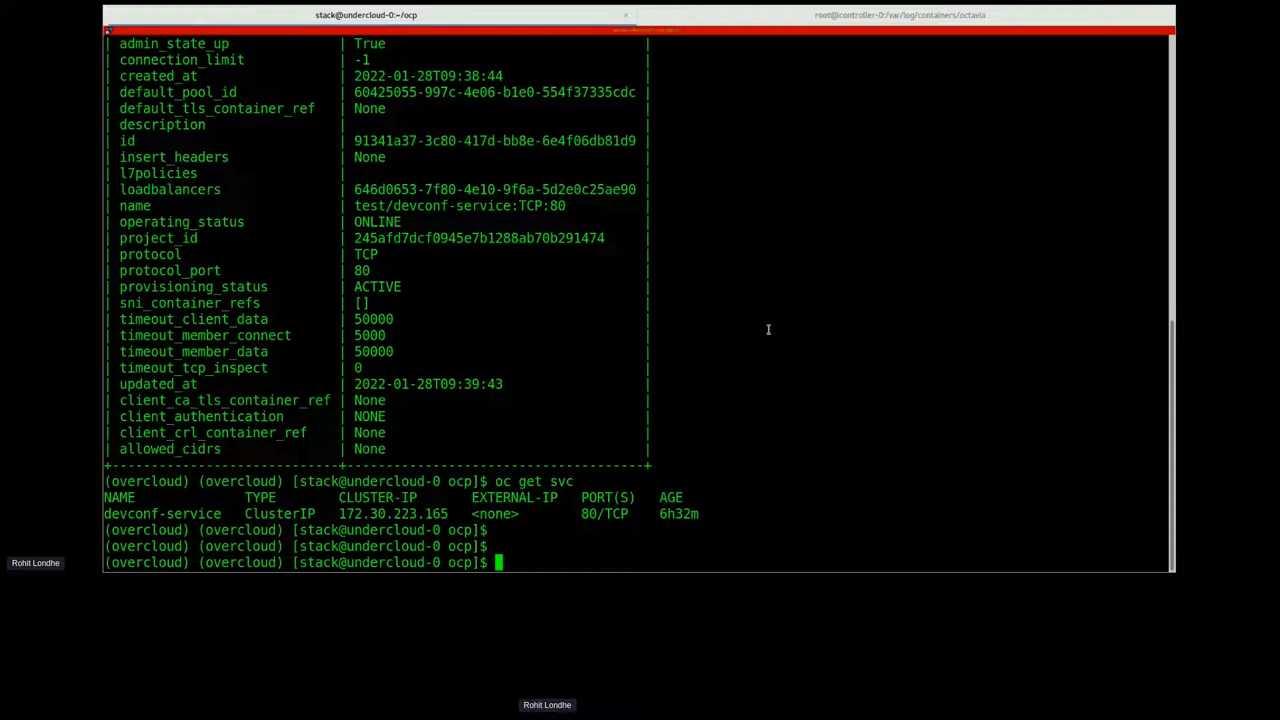 stack@undercloud-0:~/ocp × root@controller-0:/var/log/containers/octavia
| admin_state_up | True |
| connection_limit | -1 |
| created_at | 2022-01-28T09:38:44 |
| default_pool_id | 60425055-997c-4e06-b1e0-554f37335cdc |
| default_tls_container_ref | None |
| description | |
| id | 91341a37-3c80-417d-bb8e-6e4f06db81d9 |
| insert_headers | None |
| l7policies | |
| loadbalancers | 646d0653-7f80-4e10-9f6a-5d2e0c25ae90 |
| name | test/devconf-service:TCP:80 |
| operating_status | ONLINE |
| project_id | 245afd7dcf0945e7b1288ab70b291474 |
| protocol | TCP |
| protocol_port | 80 |
| provisioning_status | ACTIVE |
| sni_container_refs | [] |
| timeout_client_data | 50000 |
| timeout_member_connect | 5000 |
| timeout_member_data | 50000 |
| timeout_tcp_inspect | 0 |
| updated_at | 2022-01-28T09:39:43 |
| client_ca_tls_container_ref | None |
| client_authentication | NONE |
| client_crl_container_ref | None |
| allowed_cidrs | None |
+-----------------------------+--------------------------------------+
(overcloud) (overcloud) [stack@undercloud-0 ocp]$ oc get svc
NAME TYPE CLUSTER-IP EXTERNAL-IP PORT(S) AGE
devconf-service ClusterIP 172.30.223.165 <none> 80/TCP 6h32m
(overcloud) (overcloud) [stack@undercloud-0 ocp]$
(overcloud) (overcloud) [stack@undercloud-0 ocp]$
(overcloud) (overcloud) [stack@undercloud-0 ocp]$
Rohit Londhe
Rohit Londhe